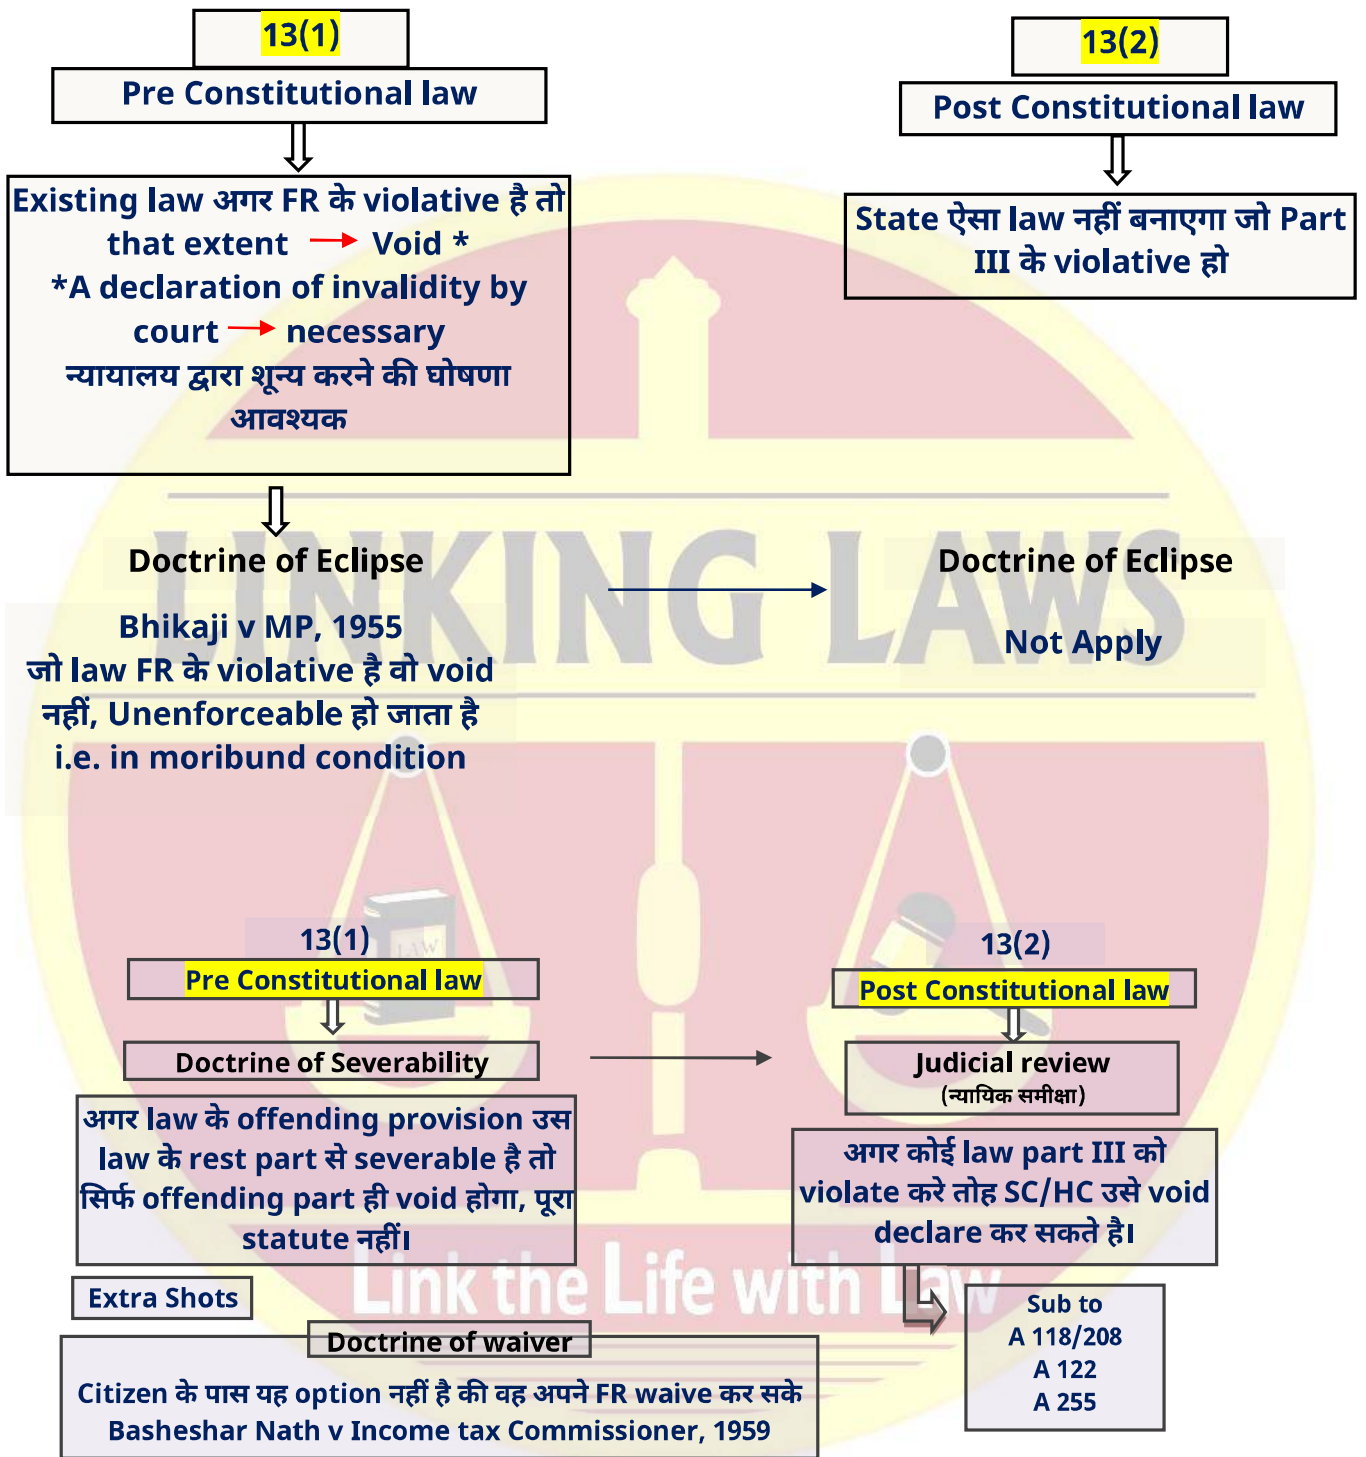 13(1)
Pre Constitutional law
Existing law अगर FR के violative है तो
that extent → Void *
*A declaration of invalidity by
court → necessary
न्यायालय द्वारा शून्य करने की घोषणा
आवश्यक
13(2)
Post Constitutional law
State ऐसा law नहीं बनाएगा जो Part
III के violative हो
LINKING LAWS
Doctrine of Eclipse
Bhikaji v MP, 1955
जो law FR के violative है वो void
नहीं, Unenforceable हो जाता है
i.e. in moribund condition
Doctrine of Eclipse
Not Apply
LAW
13(1)
Pre Constitutional law
Doctrine of Severability
अगर law के offending provision उस
law के rest part से severable है तो
सिर्फ offending part ही void होगा, पूरा
statute नहीं।
13(2)
Post Constitutional law
Judicial review
(न्यायिक समीक्षा)
अगर कोई law part III को
violate करे तोह SC/HC उसे void
declare कर सकते है।
Link the Life with Law
Sub to
A 118/208
A 122
A 255
Extra Shots
Doctrine of waiver
Citizen के पास यह option नहीं है की वह अपने FR waive कर सके
Basheshar Nath v Income tax Commissioner, 1959